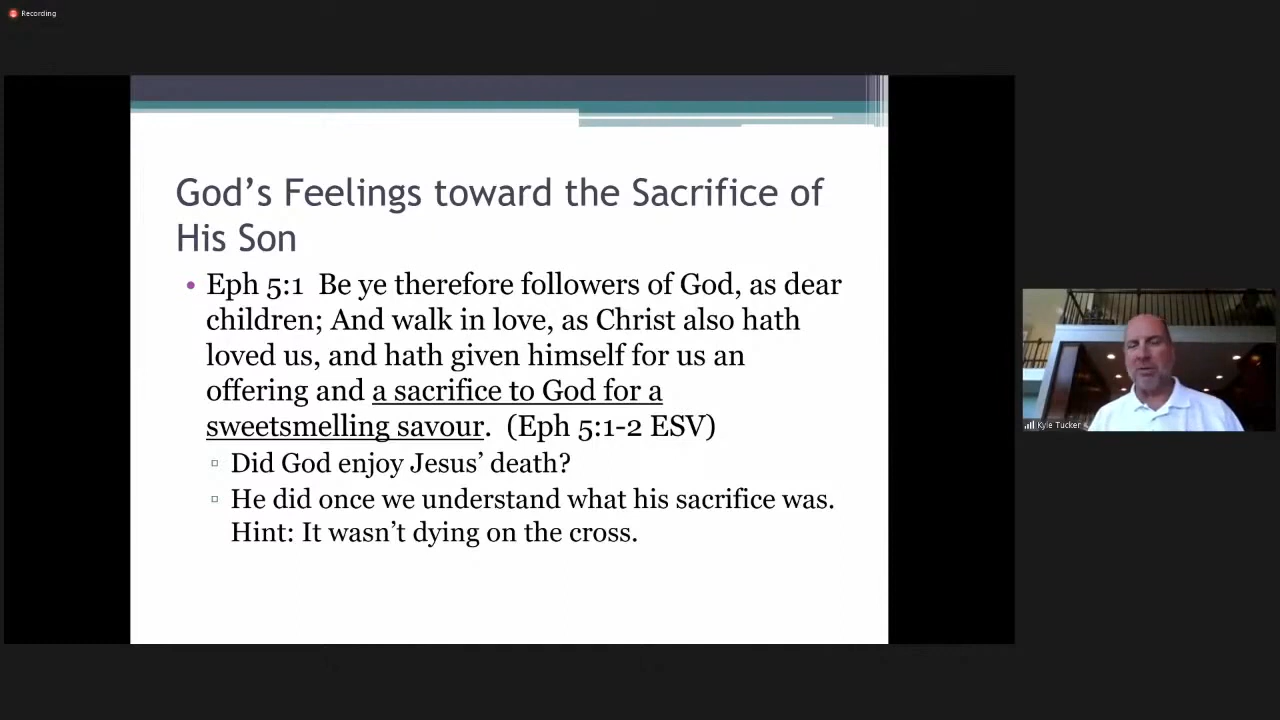 Recording
God’s Feelings toward the Sacrifice of
His Son
• Eph 5:1  Be ye therefore followers of God, as dear
children; And walk in love, as Christ also hath
loved us, and hath given himself for us an
offering and a sacrifice to God for a
sweetsmelling savour.  (Eph 5:1-2 ESV)
▫ Did God enjoy Jesus’ death?
▫ He did once we understand what his sacrifice was.
Hint: It wasn’t dying on the cross.
Kyle Tucker